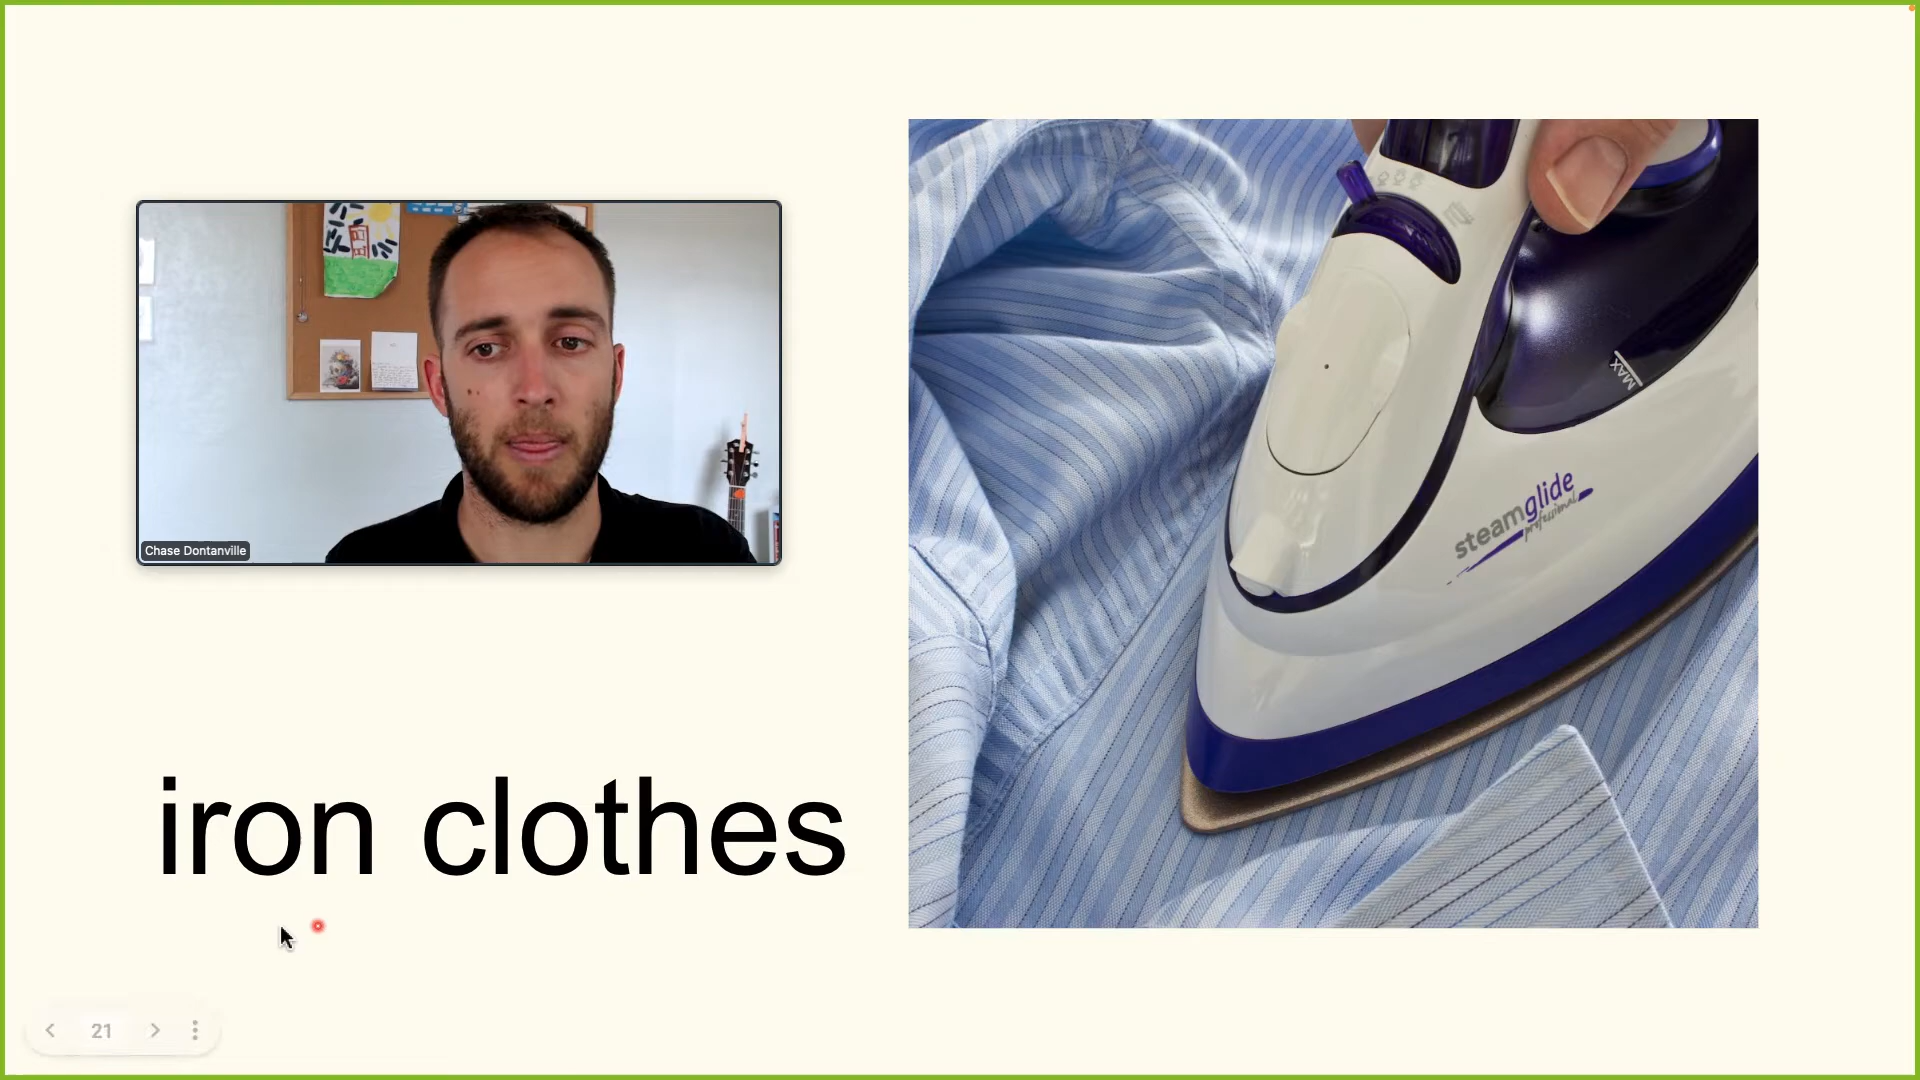 Chase Dontanville
iron clothes
MAX
steamglide
professional
21